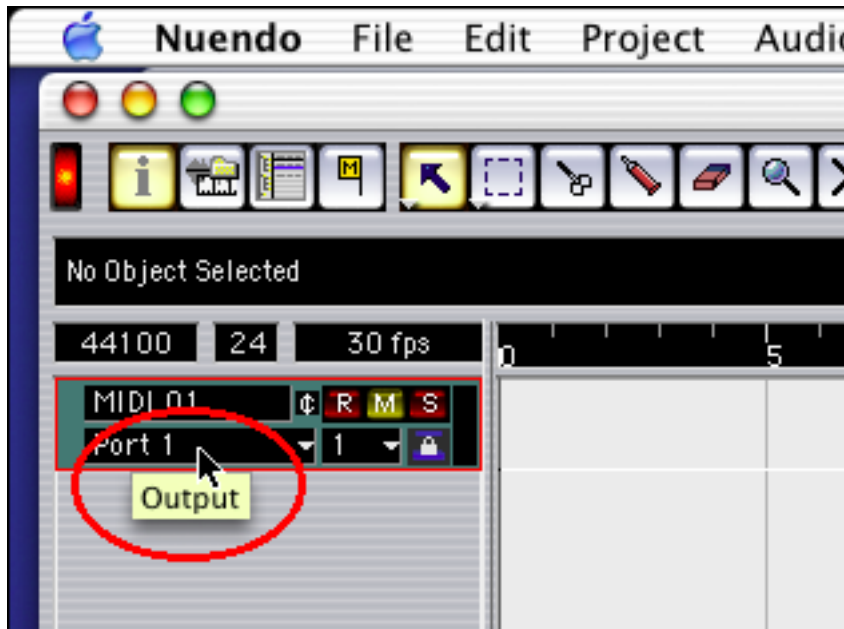 Nuendo File Edit Project Audio
i M
No Object Selected
44100 24 30 fps
0 5
MIDI 01 ¢ R M S
Port 1 1
Output